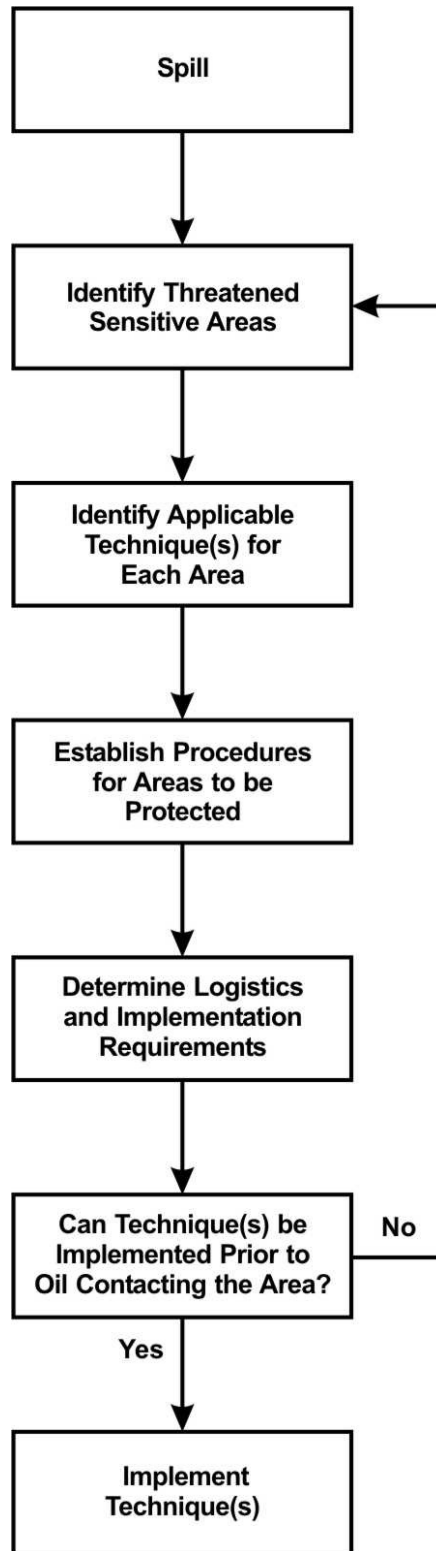 Spill
Identify Threatened
Sensitive Areas
Identify Applicable
Technique(s) for
Each Area
Establish Procedures
for Areas to be
Protected
Determine Logistics
and Implementation
Requirements
Can Technique(s) be
Implemented Prior to
Oil Contacting the Area?
No
Yes
Implement
Technique(s)